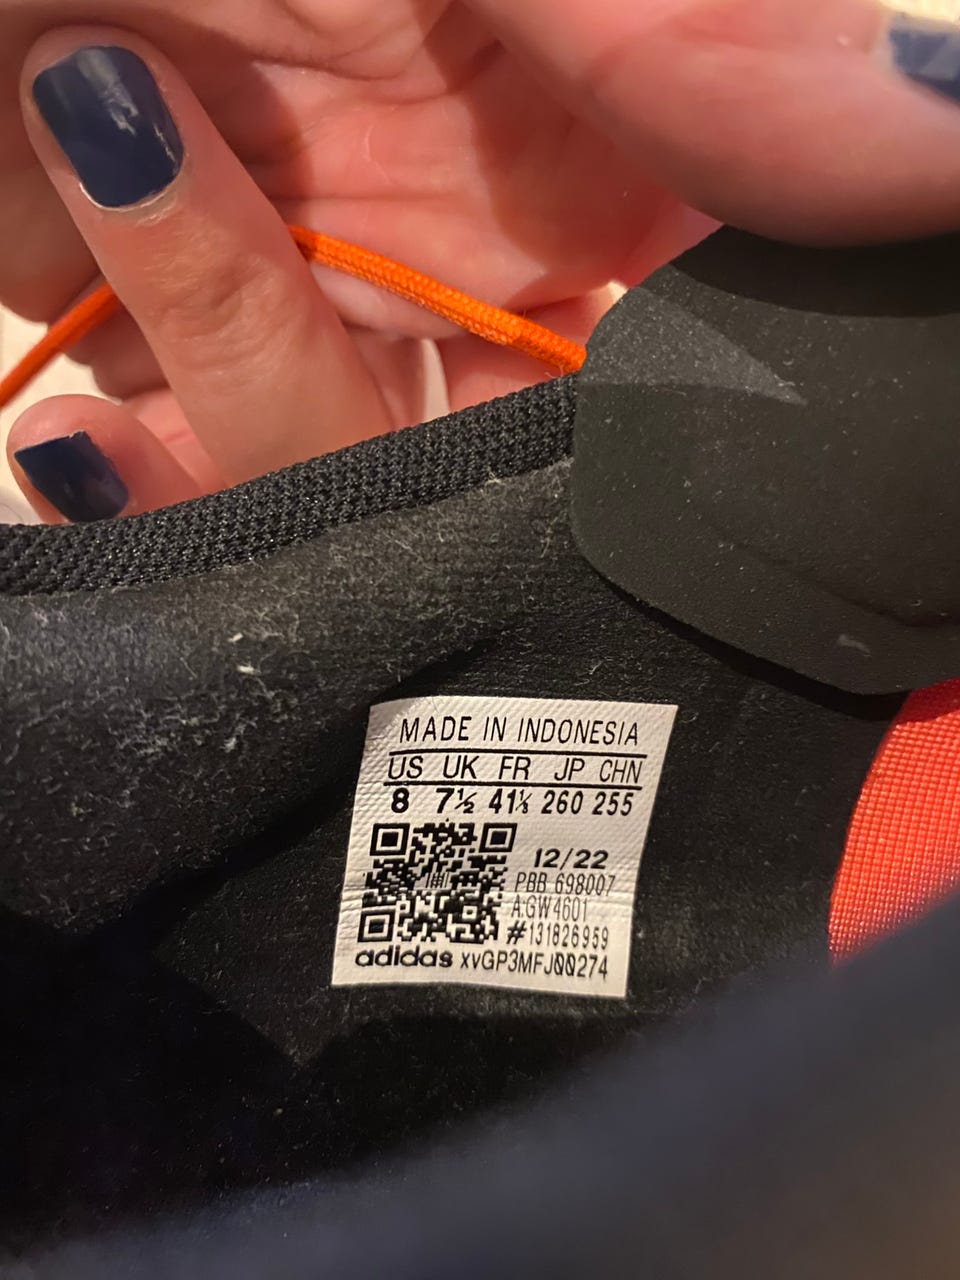 MADE IN INDONESIA
US UK FR JP CHN
8 7½ 41⅓ 260 255
12/22
PBB 698007
A:GW4601
#131826959
adidas xvGP3MFJ00274